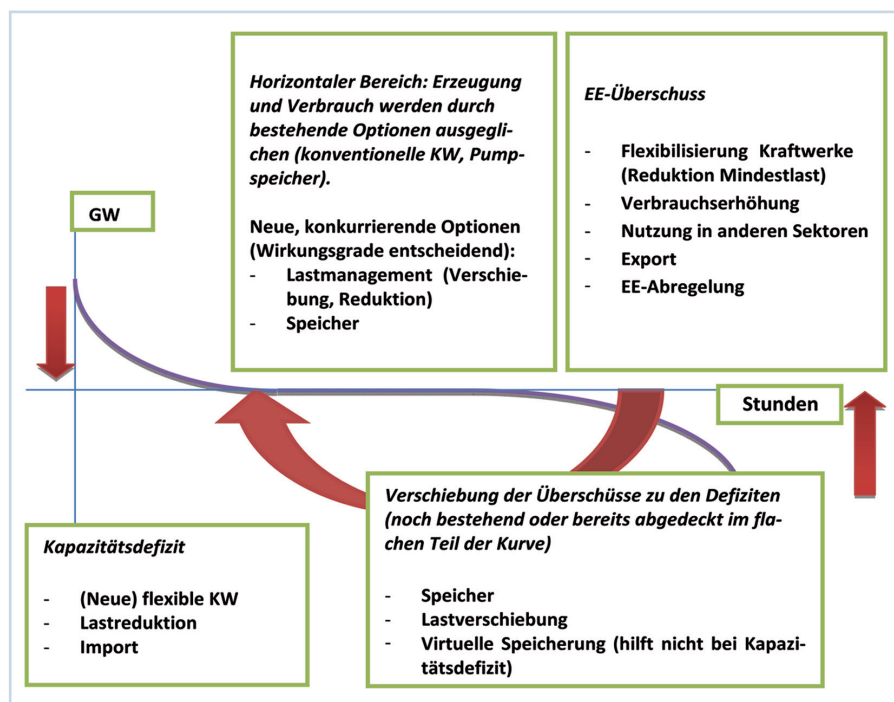 Horizontaler Bereich: Erzeugung
und Verbrauch werden durch
bestehende Optionen ausgegli-
chen (konventionelle KW, Pump-
speicher).
Neue, konkurrierende Optionen
(Wirkungsgrade entscheidend):
- Lastmanagement (Verschie-
bung, Reduktion)
- Speicher
EE-Überschuss
- Flexibilisierung Kraftwerke
(Reduktion Mindestlast)
- Verbrauchserhöhung
- Nutzung in anderen Sektoren
- Export
- EE-Abregelung
GW
Stunden
Kapazitätsdefizit
- (Neue) flexible KW
- Lastreduktion
- Import
Verschiebung der Überschüsse zu den Defiziten
(noch bestehend oder bereits abgedeckt im fla-
chen Teil der Kurve)
- Speicher
- Lastverschiebung
- Virtuelle Speicherung (hilft nicht bei Kapazi-
tätsdefizit)